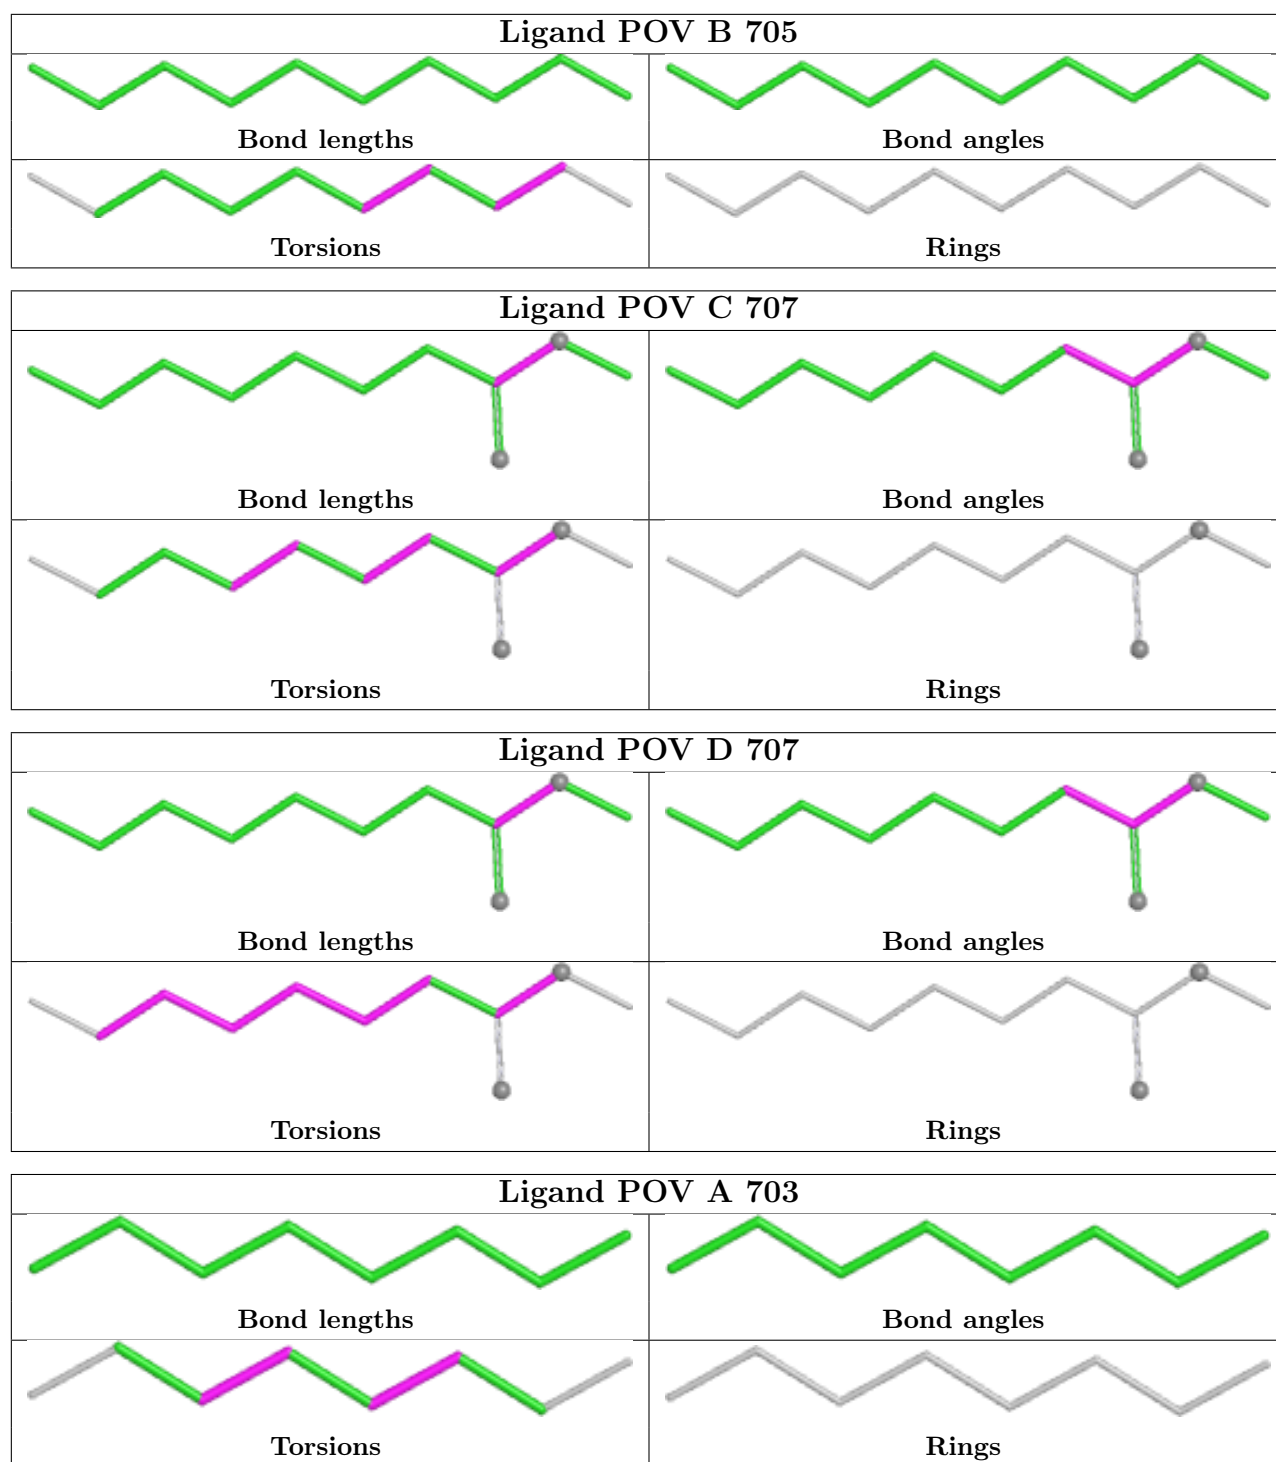 Ligand POV B 705
Bond lengths
Bond angles
Torsions
Rings
Ligand POV C 707
Bond lengths
Bond angles
Torsions
Rings
Ligand POV D 707
Bond lengths
Bond angles
Torsions
Rings
Ligand POV A 703
Bond lengths
Bond angles
Torsions
Rings